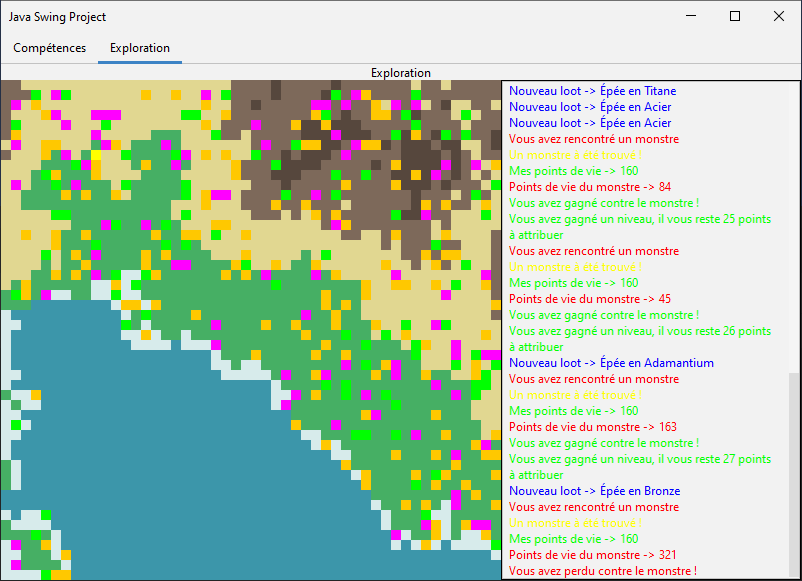 Java Swing Project
Compétences
Exploration
Exploration
Nouveau loot -> Épée en Titane
Nouveau loot -> Épée en Acier
Nouveau loot -> Épée en Acier
Vous avez rencontré un monstre
Un monstre à été trouvé !
Mes points de vie -> 160
Points de vie du monstre -> 84
Vous avez gagné contre le monstre !
Vous avez gagné un niveau, il vous reste 25 points
à attribuer
Vous avez rencontré un monstre
Un monstre à été trouvé !
Mes points de vie -> 160
Points de vie du monstre -> 45
Vous avez gagné contre le monstre !
Vous avez gagné un niveau, il vous reste 26 points
à attribuer
Nouveau loot -> Épée en Adamantium
Vous avez rencontré un monstre
Un monstre à été trouvé !
Mes points de vie -> 160
Points de vie du monstre -> 163
Vous avez gagné contre le monstre !
Vous avez gagné un niveau, il vous reste 27 points
à attribuer
Nouveau loot -> Épée en Bronze
Vous avez rencontré un monstre
Un monstre à été trouvé !
Mes points de vie -> 160
Points de vie du monstre -> 321
Vous avez perdu contre le monstre !